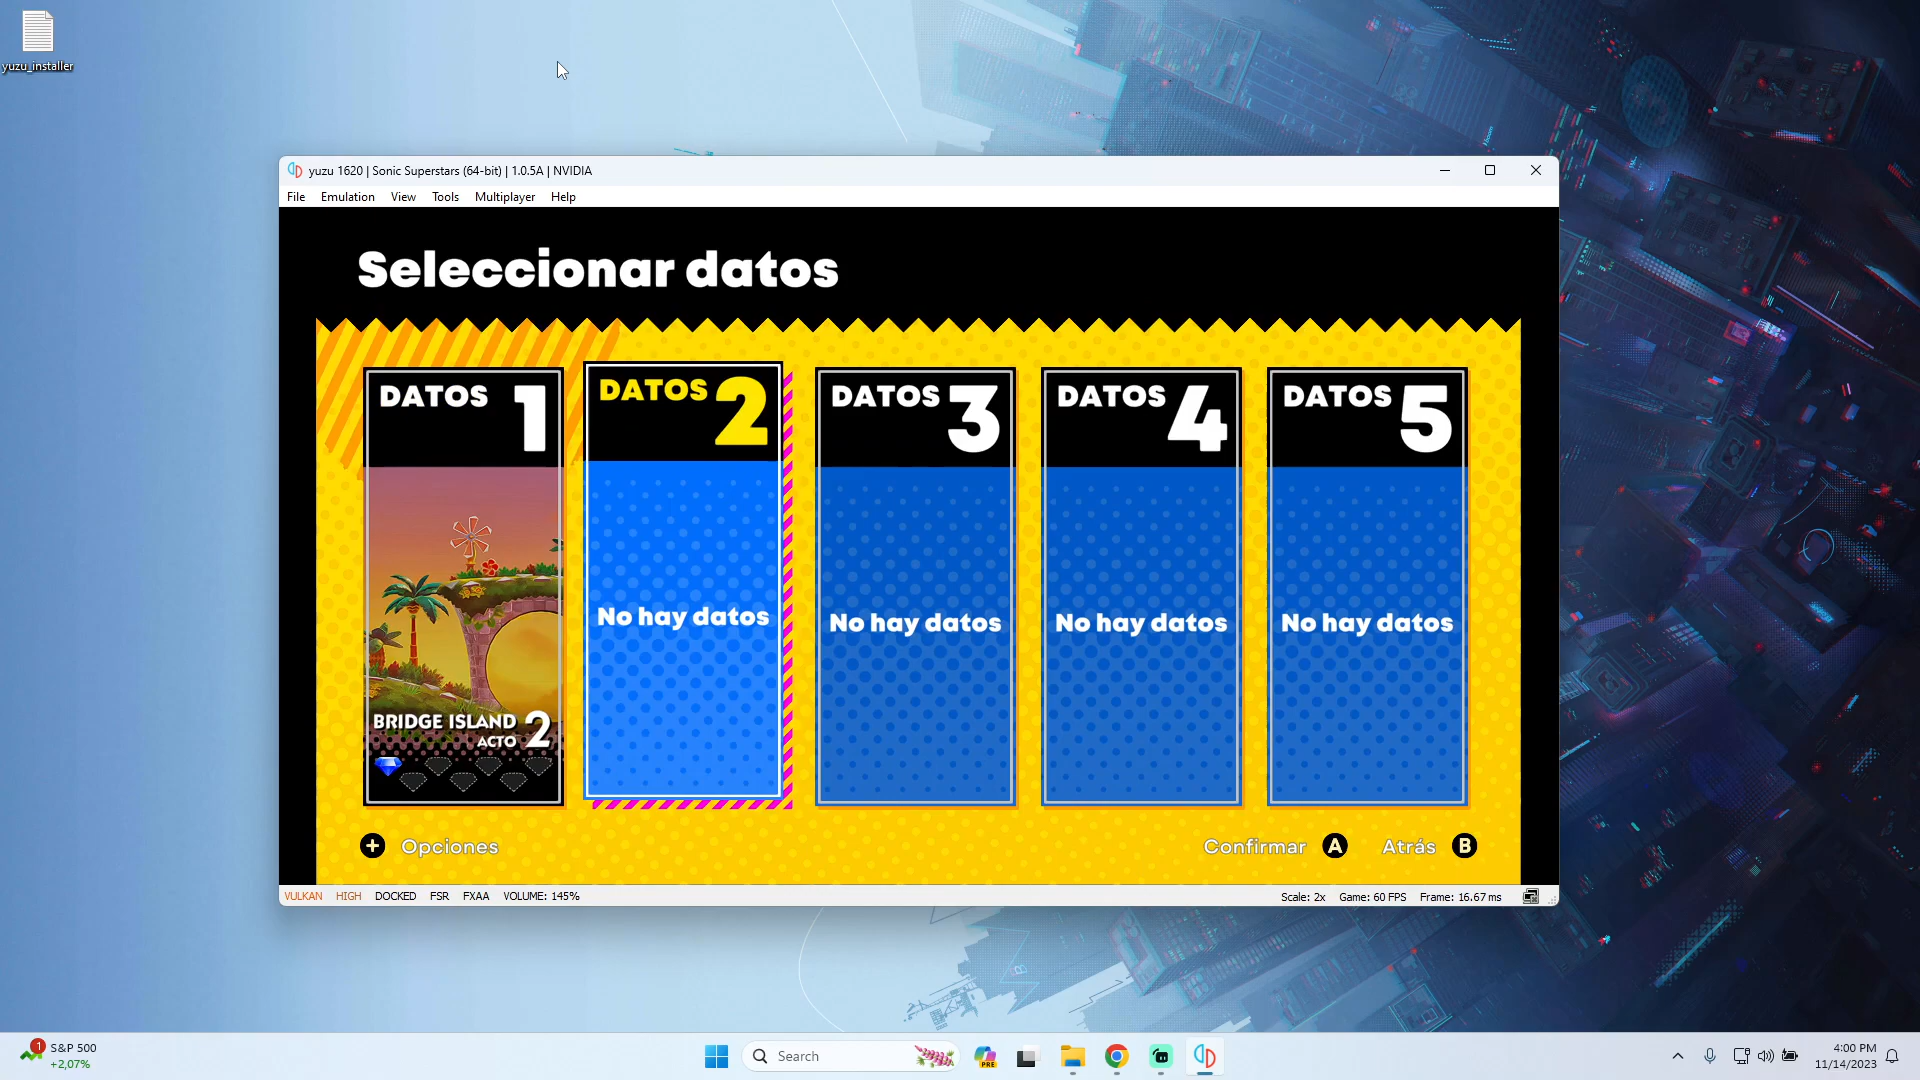 yuzu_installer
yuzu 1620 | Sonic Superstars (64-bit) | 1.0.5A | NVIDIA
File Emulation View Tools Multiplayer Help
Seleccionar datos
DATOS 1
DATOS 2
DATOS 3
DATOS 4
DATOS 5
No hay datos
No hay datos
No hay datos
No hay datos
BRIDGE ISLAND 2
ACTO
+ Opciones
Confirmar A Atrás B
VULKAN HIGH DOCKED FSR FXAA VOLUME: 145%
Scale: 2x Game: 60 FPS Frame: 16.67 ms
1
S&P 500
+2,07%
Search
PRE
4:00 PM
11/14/2023